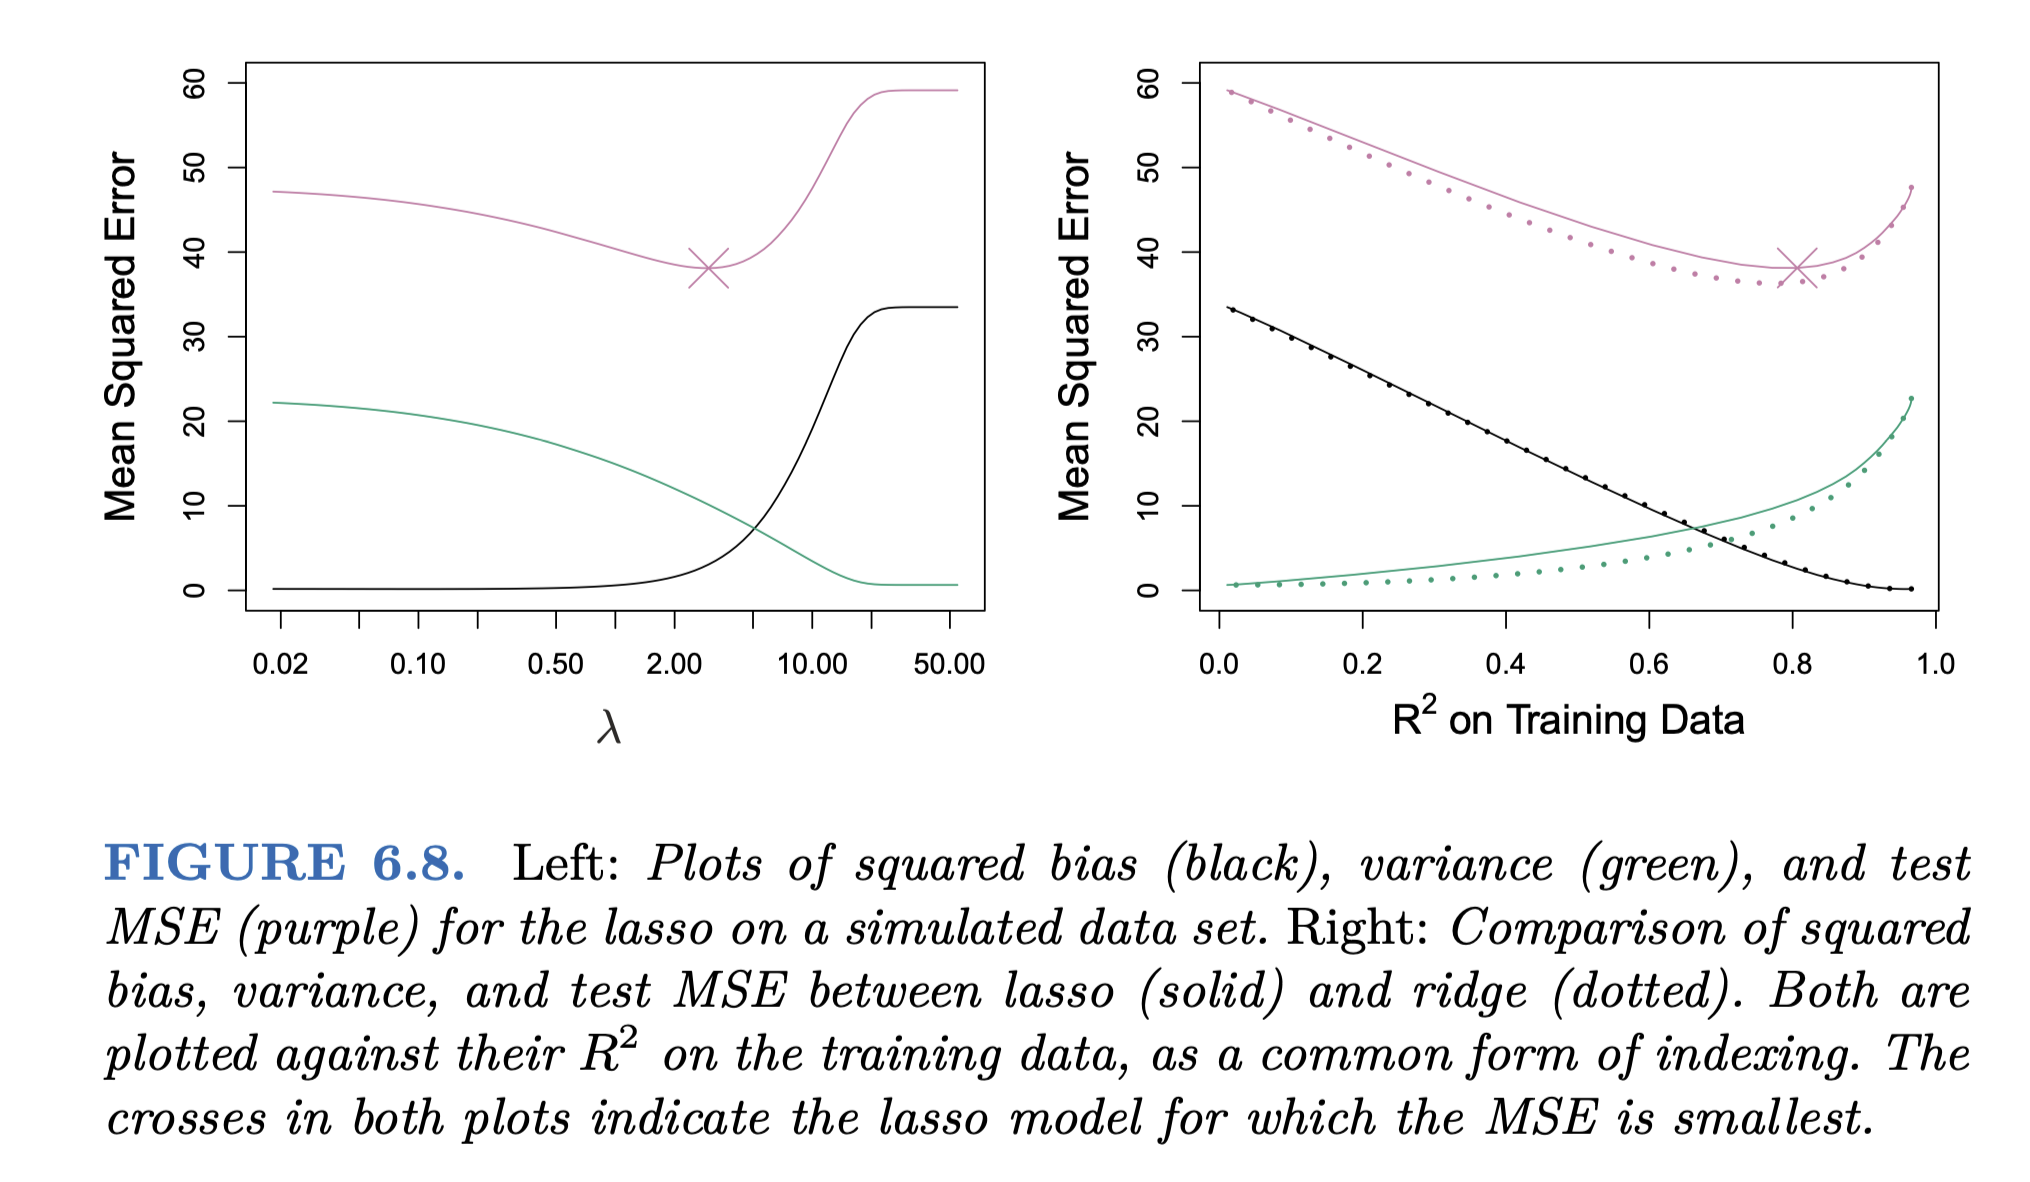 60
50
40
30
20
10
0
Mean Squared Error
0.02 0.10 0.50 2.00 10.00 50.00
λ
60
50
40
30
20
10
0
Mean Squared Error
0.0 0.2 0.4 0.6 0.8 1.0
R² on Training Data
FIGURE 6.8. Left: Plots of squared bias (black), variance (green), and test
MSE (purple) for the lasso on a simulated data set. Right: Comparison of squared
bias, variance, and test MSE between lasso (solid) and ridge (dotted). Both are
plotted against their R² on the training data, as a common form of indexing. The
crosses in both plots indicate the lasso model for which the MSE is smallest.